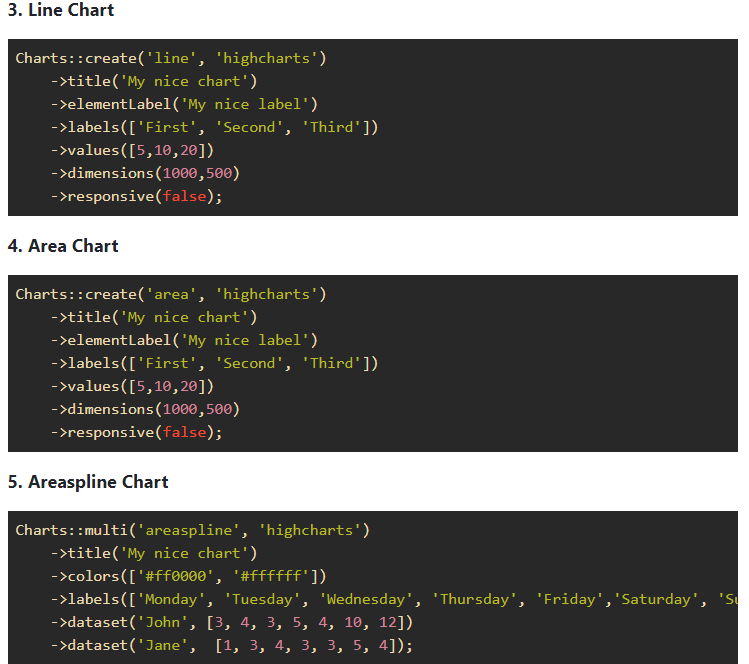 3. Line Chart
Charts::create('line', 'highcharts')
    ->title('My nice chart')
    ->elementLabel('My nice label')
    ->labels(['First', 'Second', 'Third'])
    ->values([5,10,20])
    ->dimensions(1000,500)
    ->responsive(false);
4. Area Chart
Charts::create('area', 'highcharts')
    ->title('My nice chart')
    ->elementLabel('My nice label')
    ->labels(['First', 'Second', 'Third'])
    ->values([5,10,20])
    ->dimensions(1000,500)
    ->responsive(false);
5. Areaspline Chart
Charts::multi('areaspline', 'highcharts')
    ->title('My nice chart')
    ->colors(['#ff0000', '#ffffff'])
    ->labels(['Monday', 'Tuesday', 'Wednesday', 'Thursday', 'Friday','Saturday',
    ->dataset('John', [3, 4, 3, 5, 4, 10, 12])
    ->dataset('Jane',  [1, 3, 4, 3, 3, 5, 4]);